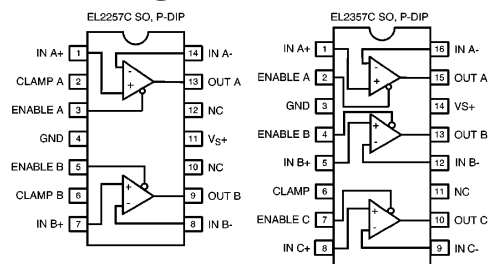 EL2257C SO, P-DIP
IN A+ 1 14 IN A-
CLAMP A 2 13 OUT A
ENABLE A 3 12 NC
GND 4 11 VS+
ENABLE B 5 10 NC
CLAMP B 6 9 OUT B
IN B+ 7 8 IN B-
- +
+ -
EL2357C SO, P-DIP
IN A+ 1 16 IN A-
ENABLE A 2 15 OUT A
GND 3 14 VS+
ENABLE B 4 13 OUT B
IN B+ 5 12 IN B-
CLAMP 6 11 NC
ENABLE C 7 10 OUT C
IN C+ 8 9 IN C-
- +
+ -
+ -